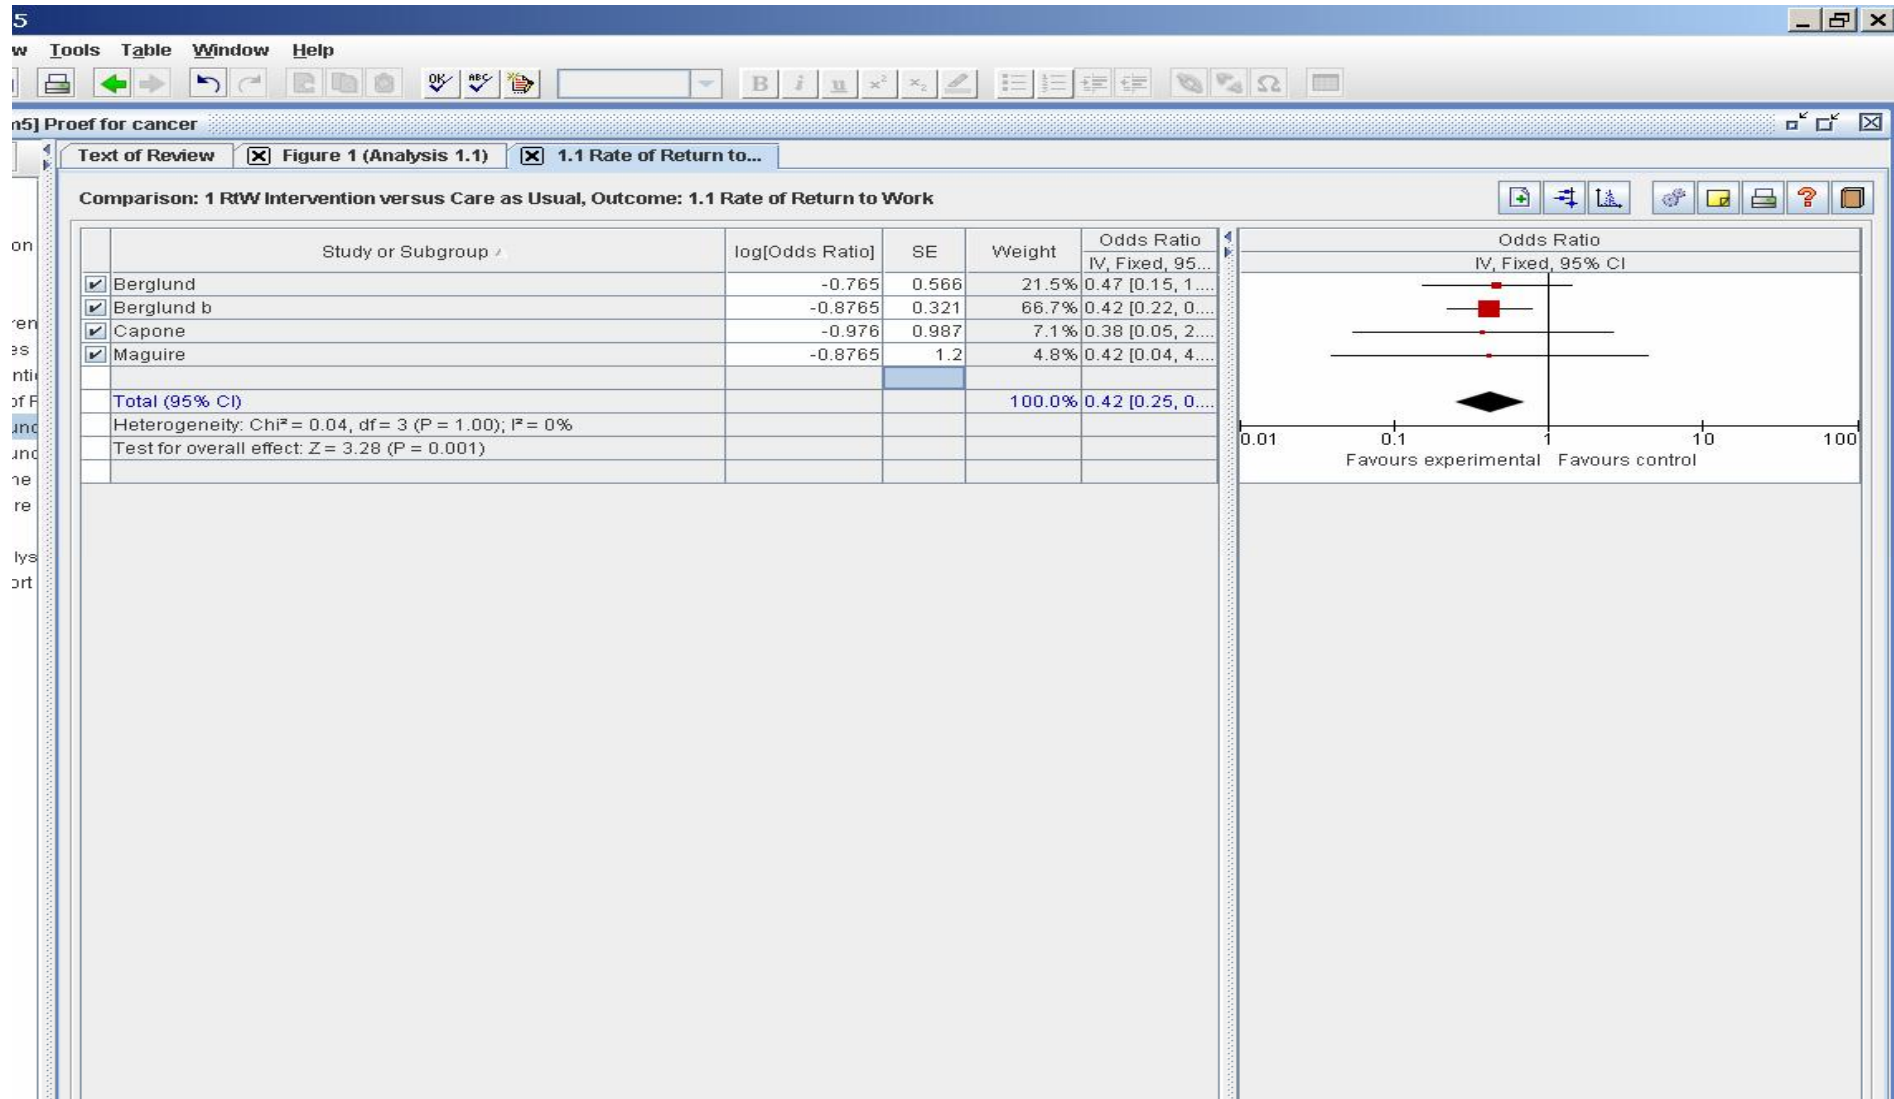 5
w Tools Table Window Help
B i u x² x₂ Ω
n5] Proef for cancer
Text of Review Figure 1 (Analysis 1.1) 1.1 Rate of Return to...
Comparison: 1 RtW Intervention versus Care as Usual, Outcome: 1.1 Rate of Return to Work
Study or Subgroup log[Odds Ratio] SE Weight Odds Ratio Odds Ratio
IV, Fixed, 95... IV, Fixed, 95% CI
Berglund -0.765 0.566 21.5% 0.47 [0.15, 1....
Berglund b -0.8765 0.321 66.7% 0.42 [0.22, 0....
Capone -0.976 0.987 7.1% 0.38 [0.05, 2....
Maguire -0.8765 1.2 4.8% 0.42 [0.04, 4....
Total (95% CI) 100.0% 0.42 [0.25, 0....
Heterogeneity: Chi² = 0.04, df = 3 (P = 1.00); I² = 0%
Test for overall effect: Z = 3.28 (P = 0.001)
0.01 0.1 1 10 100
Favours experimental Favours control
on
ren
es
nti
of F
unc
unc
ne
re
lys
ort